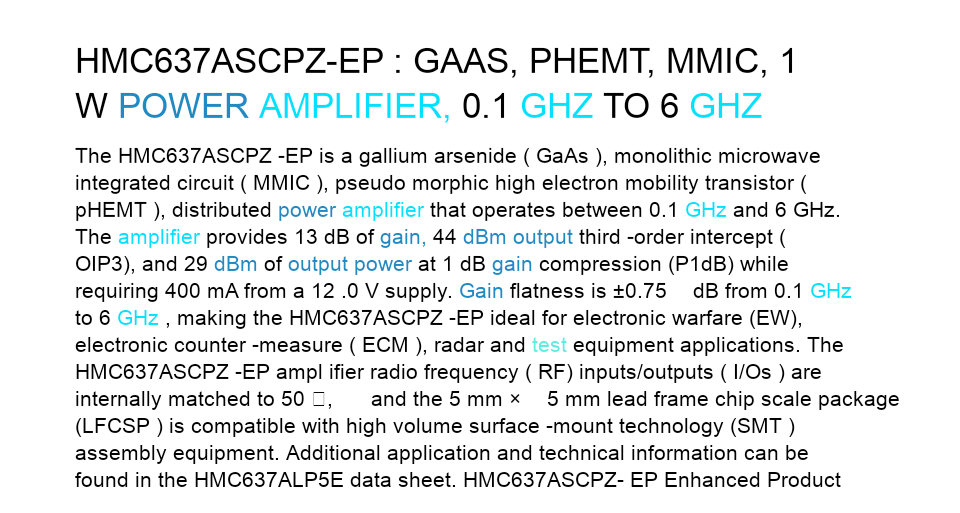 HMC637ASCPZ-EP : GAAS, PHEMT, MMIC, 1
W POWER AMPLIFIER, 0.1 GHZ TO 6 GHZ
The HMC637ASCPZ -EP is a gallium arsenide ( GaAs ), monolithic microwave
integrated circuit ( MMIC ), pseudo morphic high electron mobility transistor (
pHEMT ), distributed power amplifier that operates between 0.1 GHz and 6 GHz.
The amplifier provides 13 dB of gain, 44 dBm output third -order intercept (
OIP3), and 29 dBm of output power at 1 dB gain compression (P1dB) while
requiring 400 mA from a 12 .0 V supply. Gain flatness is ±0.75 dB from 0.1 GHz
to 6 GHz , making the HMC637ASCPZ -EP ideal for electronic warfare (EW),
electronic counter -measure ( ECM ), radar and test equipment applications. The
HMC637ASCPZ -EP ampl ifier radio frequency ( RF) inputs/outputs ( I/Os ) are
internally matched to 50 □, and the 5 mm × 5 mm lead frame chip scale package
(LFCSP ) is compatible with high volume surface -mount technology (SMT )
assembly equipment. Additional application and technical information can be
found in the HMC637ALP5E data sheet. HMC637ASCPZ- EP Enhanced Product